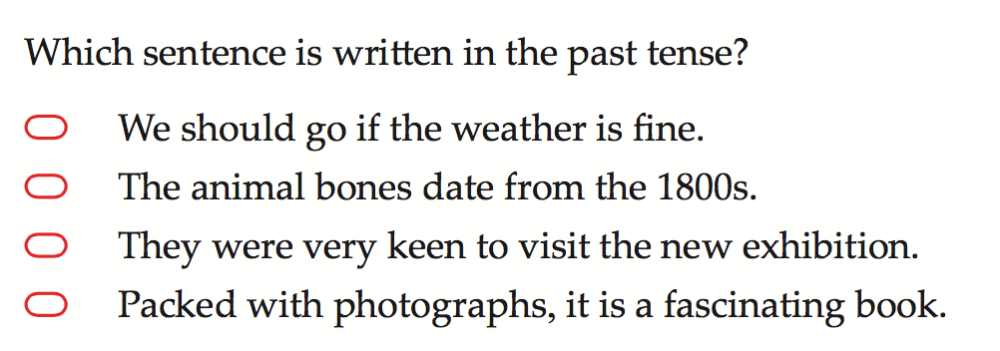 Which sentence is written in the past tense?
We should go if the weather is fine.
The animal bones date from the 1800s.
They were very keen to visit the new exhibition.
Packed with photographs, it is a fascinating book.